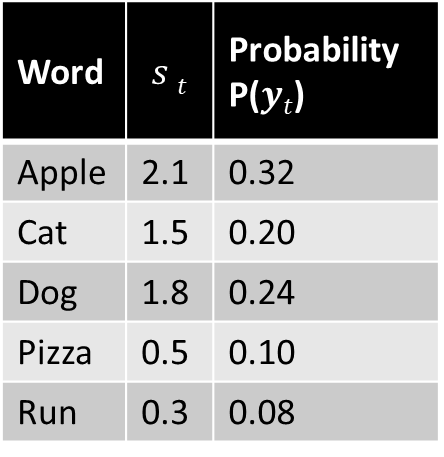 Word s t Probability P(yt)
Apple 2.1 0.32
Cat 1.5 0.20
Dog 1.8 0.24
Pizza 0.5 0.10
Run 0.3 0.08